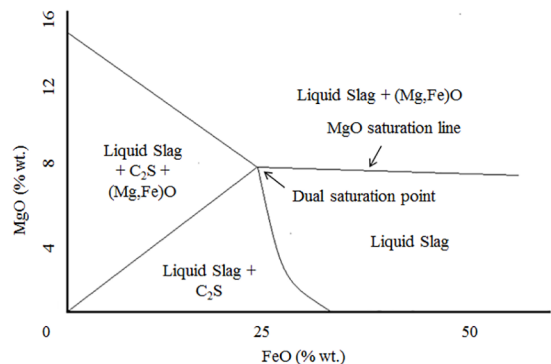 16
12
8
4
0
MgO (% wt.)
Liquid Slag + (Mg,Fe)O
MgO saturation line
Liquid Slag
+ C₂S +
(Mg,Fe)O
Dual saturation point
Liquid Slag
Liquid Slag +
C₂S
25
50
FeO (% wt.)